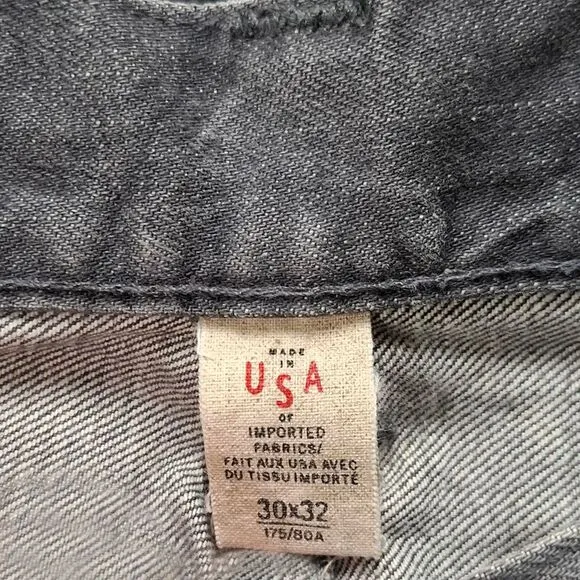 MADE
IN
USA
OF
IMPORTED
FABRICS/
FAIT AUX USA AVEC
DU TISSU IMPORTÉ
30x32
175/80A